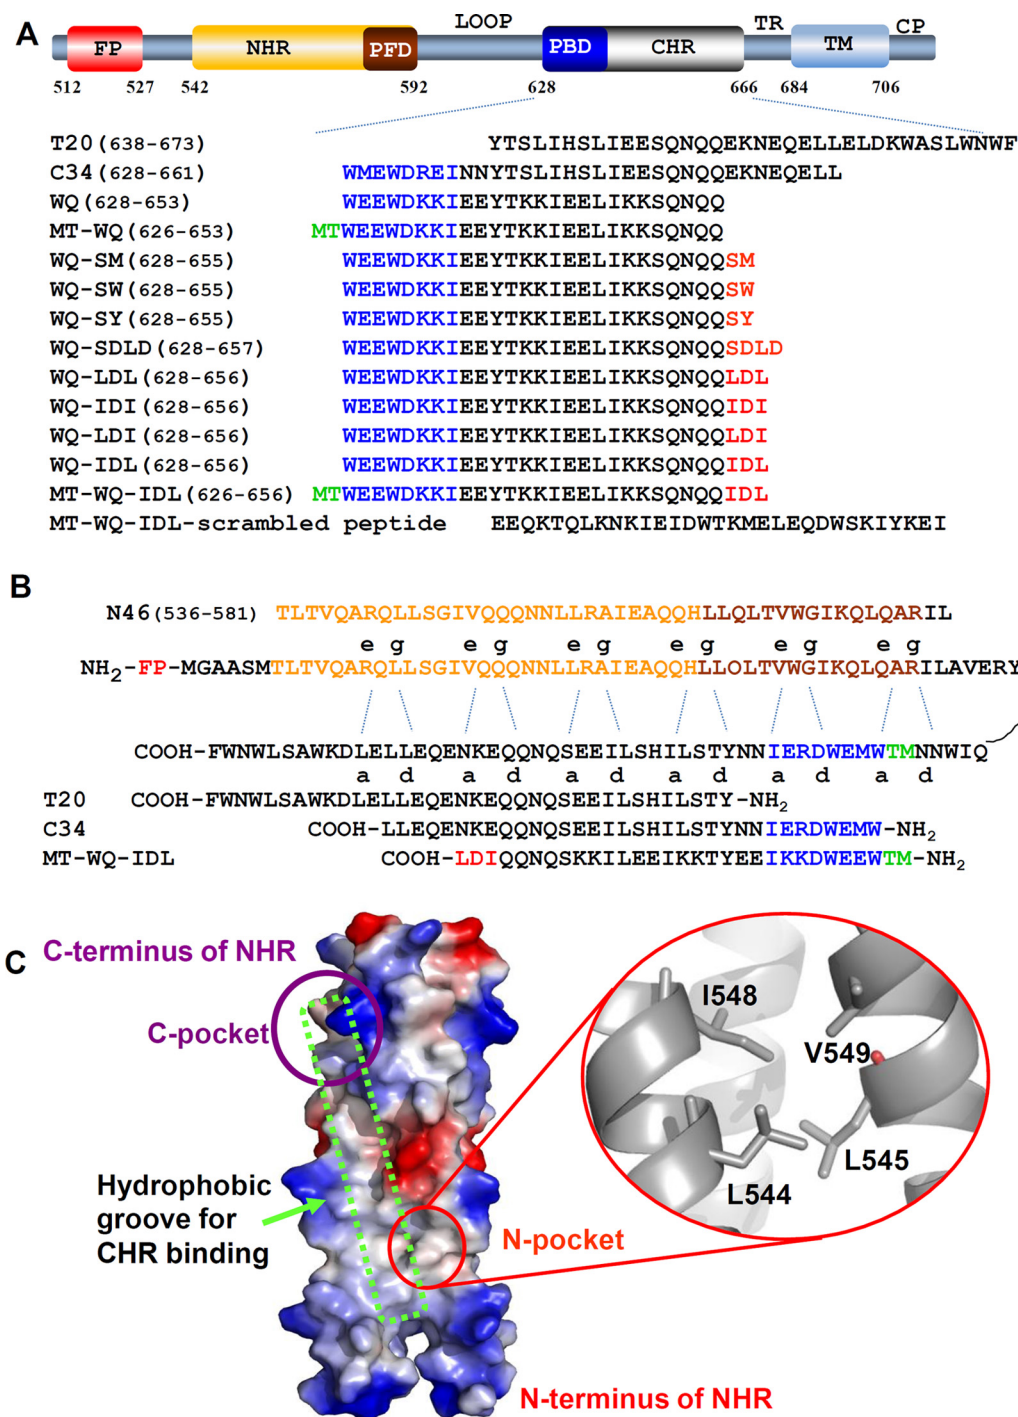 A
FP NHR PFD LOOP PBD CHR TR TM CP
512 527 542 592 628 666 684 706
T20(638-673) YTSLIHSLIEESQNQQEKNEQELLELDKWASLWNWF
C34(628-661) WMEWDREINNYTSLIHSLIEESQNQQEKNEQELL
WQ(628-653) WEEWDKKIEEYTKKIEELIKKSQNQQ
MT-WQ(626-653) MTWEEWDKKIEEYTKKIEELIKKSQNQQ
WQ-SM(628-655) WEEWDKKIEEYTKKIEELIKKSQNQQSM
WQ-SW(628-655) WEEWDKKIEEYTKKIEELIKKSQNQQSW
WQ-SY(628-655) WEEWDKKIEEYTKKIEELIKKSQNQQSY
WQ-SDLD(628-657) WEEWDKKIEEYTKKIEELIKKSQNQQSDLD
WQ-LDL(628-656) WEEWDKKIEEYTKKIEELIKKSQNQQLDL
WQ-IDI(628-656) WEEWDKKIEEYTKKIEELIKKSQNQQIDI
WQ-LDI(628-656) WEEWDKKIEEYTKKIEELIKKSQNQQLDI
WQ-IDL(628-656) WEEWDKKIEEYTKKIEELIKKSQNQQIDL
MT-WQ-IDL(626-656) MTWEEWDKKIEEYTKKIEELIKKSQNQQIDL
MT-WQ-IDL-scrambled peptide EEQKTQLKNKIEIDWTKMELEQDWSKIYKEI
B
N46(536-581) TLTVQARQLLSGIVQQQNNLLRAIEAQQHLLQLTVWGIKQLQARIL
e g e g e g e g e g e g
NH2-FP-MGAASMTLTVQARQLLSGIVQQQNNLLRAIEAQQHLLOLTVWGIKQLQARILAVERY
COOH-FWNWLSAWKDLELLEQENKEQQNQSEEILSHILSTYNNIERDWEMWTMNNWIQ
a d a d a d a d a d a d
T20 COOH-FWNWLSAWKDLELLEQENKEQQNQSEEILSHILSTY-NH2
C34 COOH-LLEQENKEQQNQSEEILSHILSTYNNIERDWEMW-NH2
MT-WQ-IDL COOH-LDIQQNQSKKILEEIKKTYEEIKKDWEEWTM-NH2
C
C-terminus of NHR
C-pocket
I548
V549
L545
L544
Hydrophobic
groove for
CHR binding
N-pocket
N-terminus of NHR